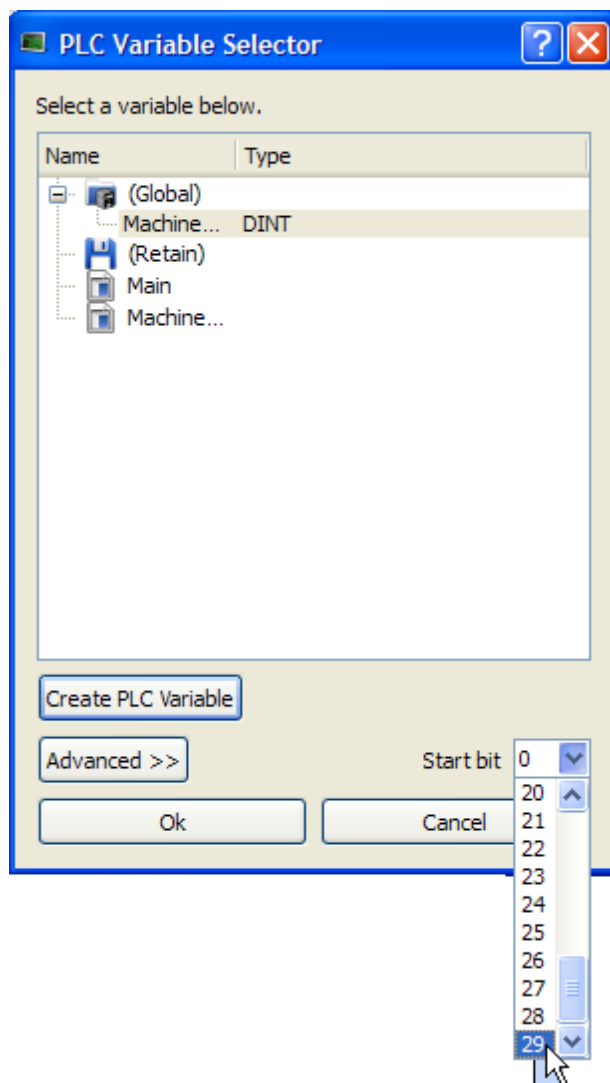 PLC Variable Selector
Select a variable below.
Name Type
(Global)
Machine... DINT
(Retain)
Main
Machine...
Create PLC Variable
Advanced >> Start bit 0
Ok Cancel
20
21
22
23
24
25
26
27
28
29